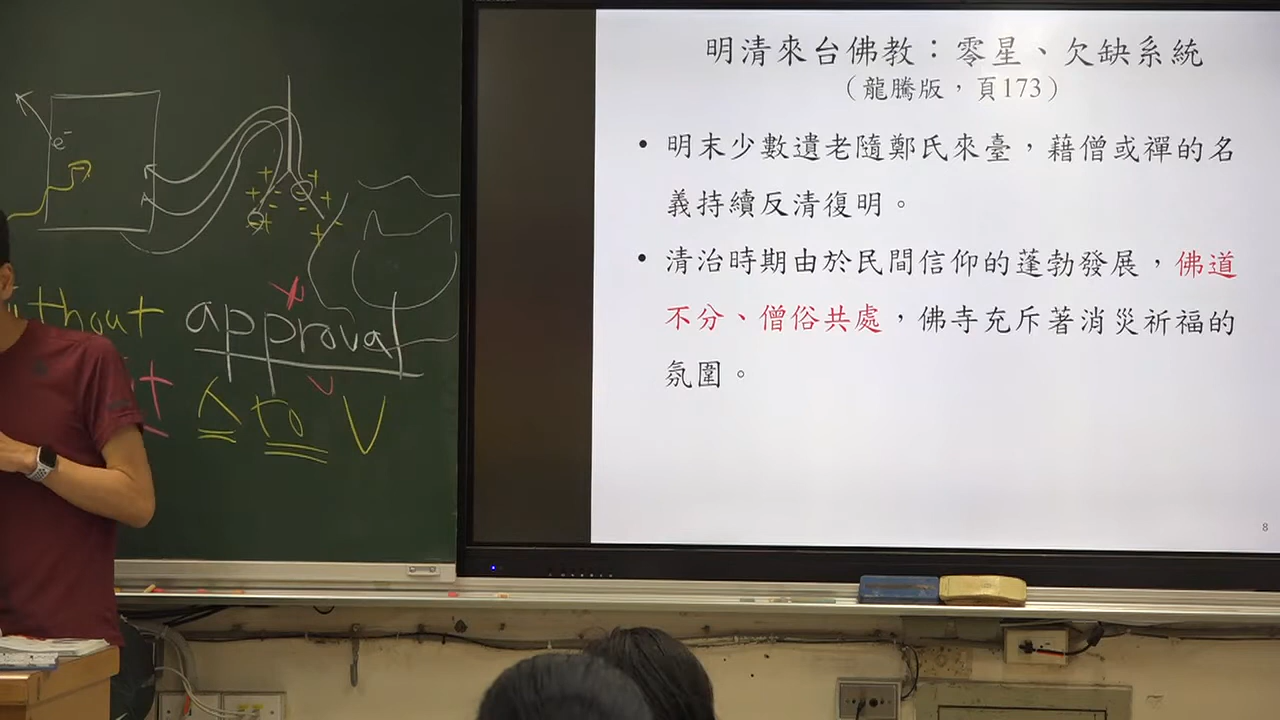 明清來台佛教：零星、欠缺系統
（龍騰版，頁173）
• 明末少數遺老隨鄭氏來臺，藉僧或禪的名
義持續反清復明。
• 清治時期由於民間信仰的蓬勃發展，佛道
不分、僧俗共處，佛寺充斥著消災祈福的
氛圍。
8
e⁻
approval
to V